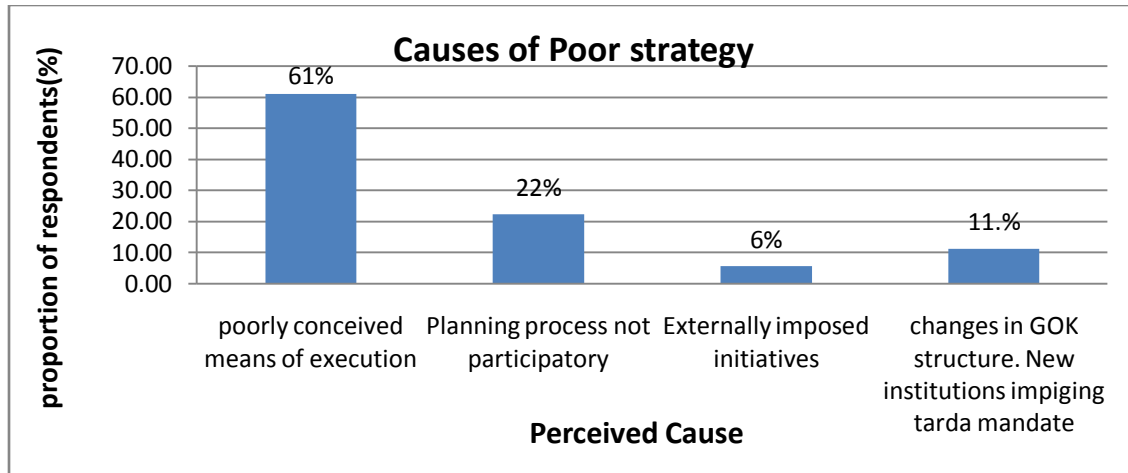 Causes of Poor strategy
proportion of respondents(%)
70.00
60.00
50.00
40.00
30.00
20.00
10.00
0.00
61%
22%
6%
11.%
poorly conceived
means of execution
Planning process not
participatory
Externally imposed
initiatives
changes in GOK
structure. New
institutions impiging
tarda mandate
Perceived Cause